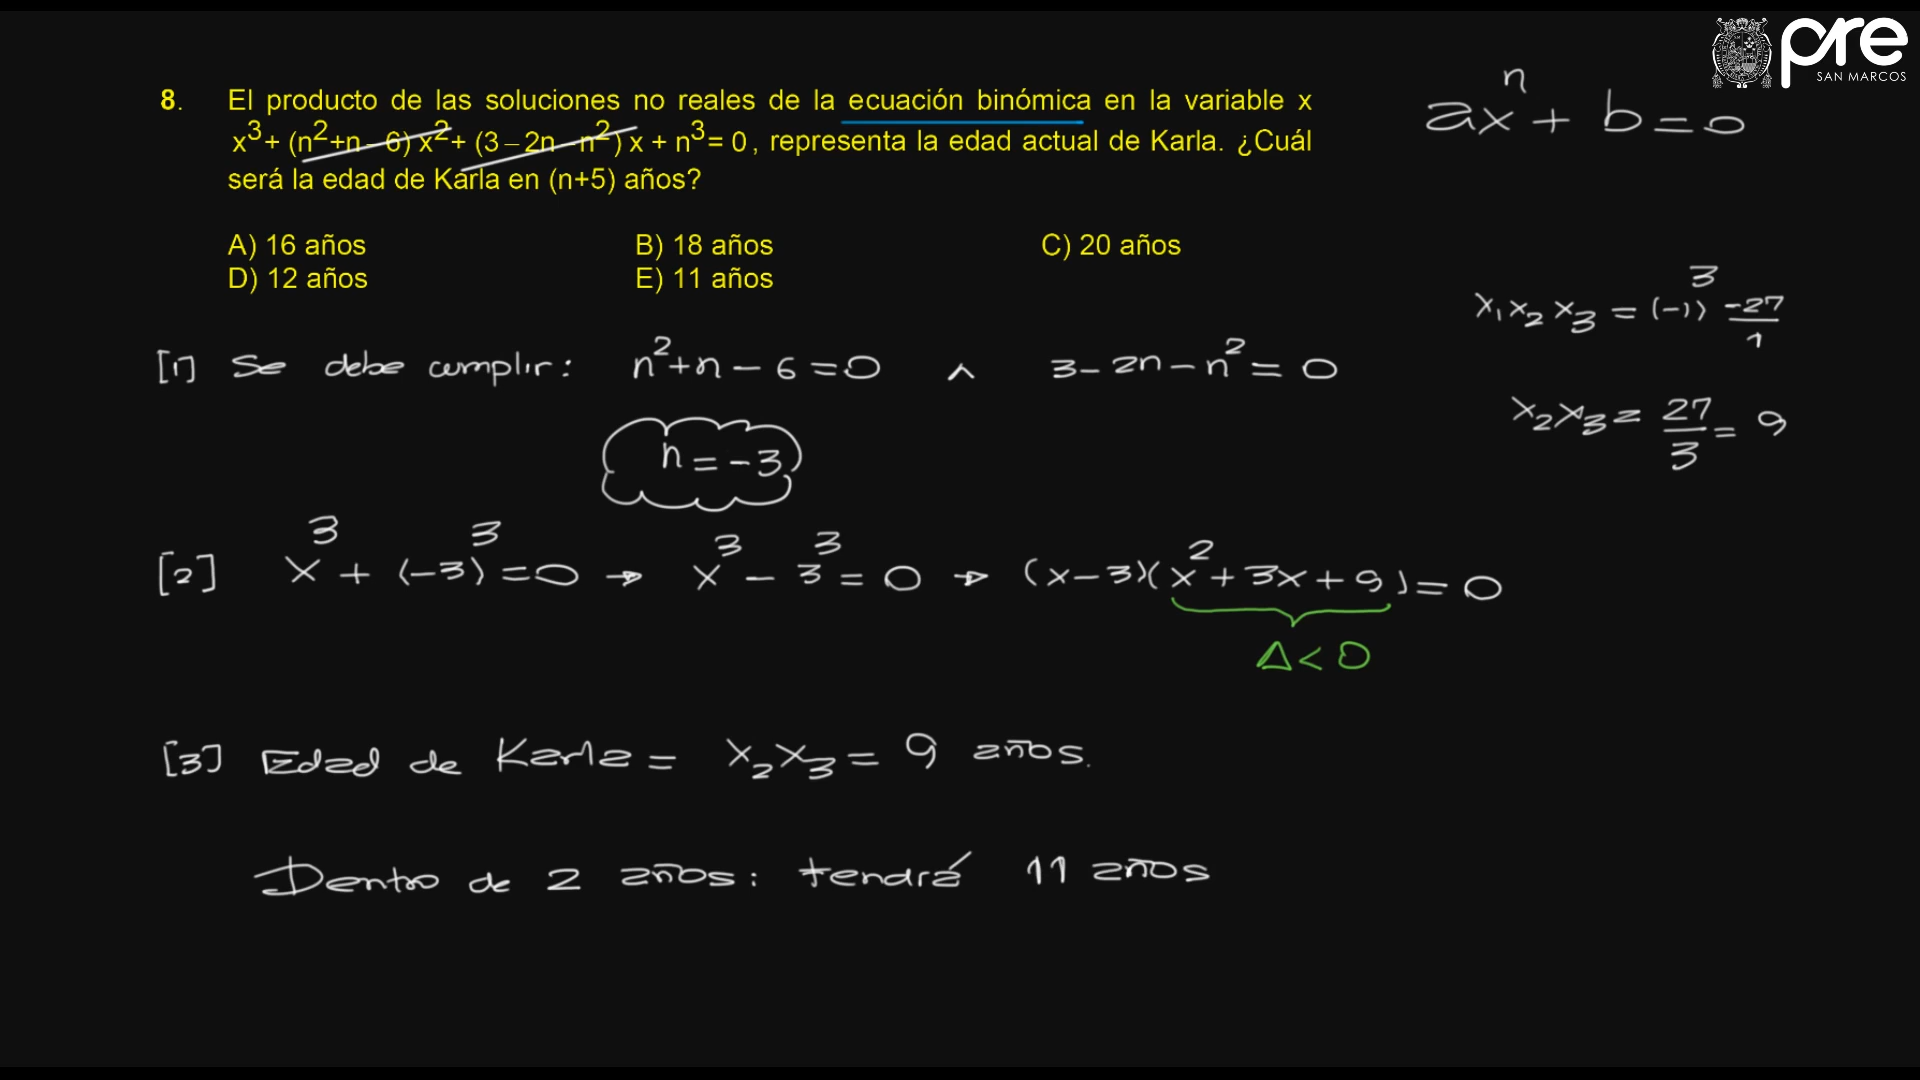 pre
SAN MARCOS
8. El producto de las soluciones no reales de la ecuación binómica en la variable x
x³ + (n²+n – 6) x² + (3 – 2n – n²) x + n³ = 0 , representa la edad actual de Karla. ¿Cuál
será la edad de Karla en (n+5) años?
A) 16 años B) 18 años C) 20 años
D) 12 años E) 11 años
axⁿ + b = 0
x₁x₂x₃ = (-1)³ -27/1
x₂x₃ = 27/3 = 9
[1] Se debe cumplir: n²+n – 6 = 0 ∧ 3 – 2n – n² = 0
n = -3
[2] x³ + (-3)³ = 0 → x³ – 3³ = 0 → (x–3)(x²+3x+9) = 0
Δ < 0
[3] Edad de Karla = x₂x₃ = 9 años.
Dentro de 2 años: tendrá 11 años